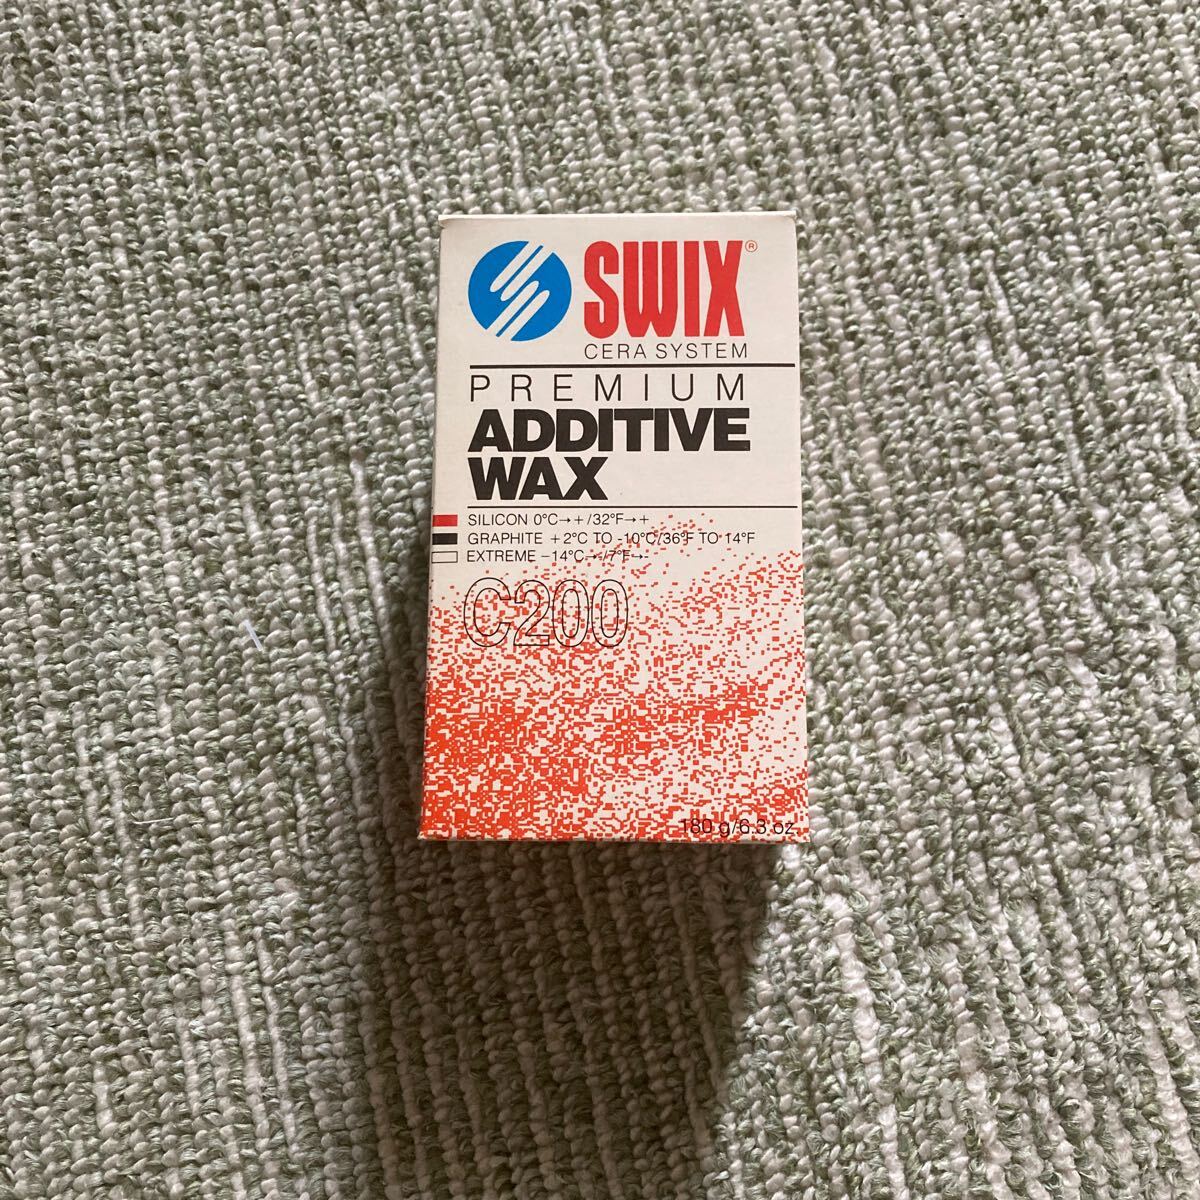 SWIX®
CERA SYSTEM
PREMIUM
ADDITIVE
WAX
SILICON 0°C→+/32°F→+
GRAPHITE +2°C TO -10°C/36°F TO 14°F
EXTREME -14°C→-/7°F→-
C200
180 g/6.3 oz.